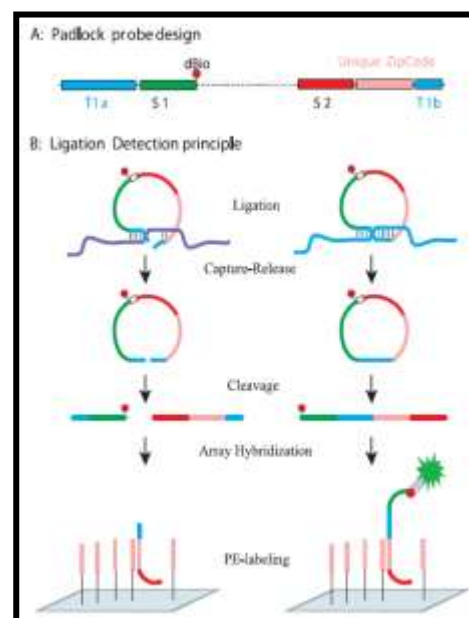 A: Padlock probe design
dBio
Unique ZipCode
T1a
S1
S2
T1b
B: Ligation Detection principle
Ligation
Capture-Release
Cleavage
Array Hybridization
PE-labeling